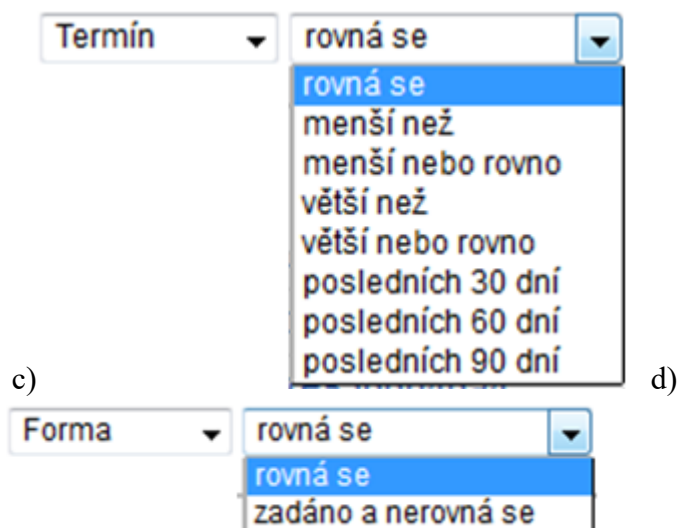 Termín rovná se
rovná se
menší než
menší nebo rovno
větší než
větší nebo rovno
posledních 30 dní
posledních 60 dní
posledních 90 dní
c) d)
Forma rovná se
rovná se
zadáno a nerovná se